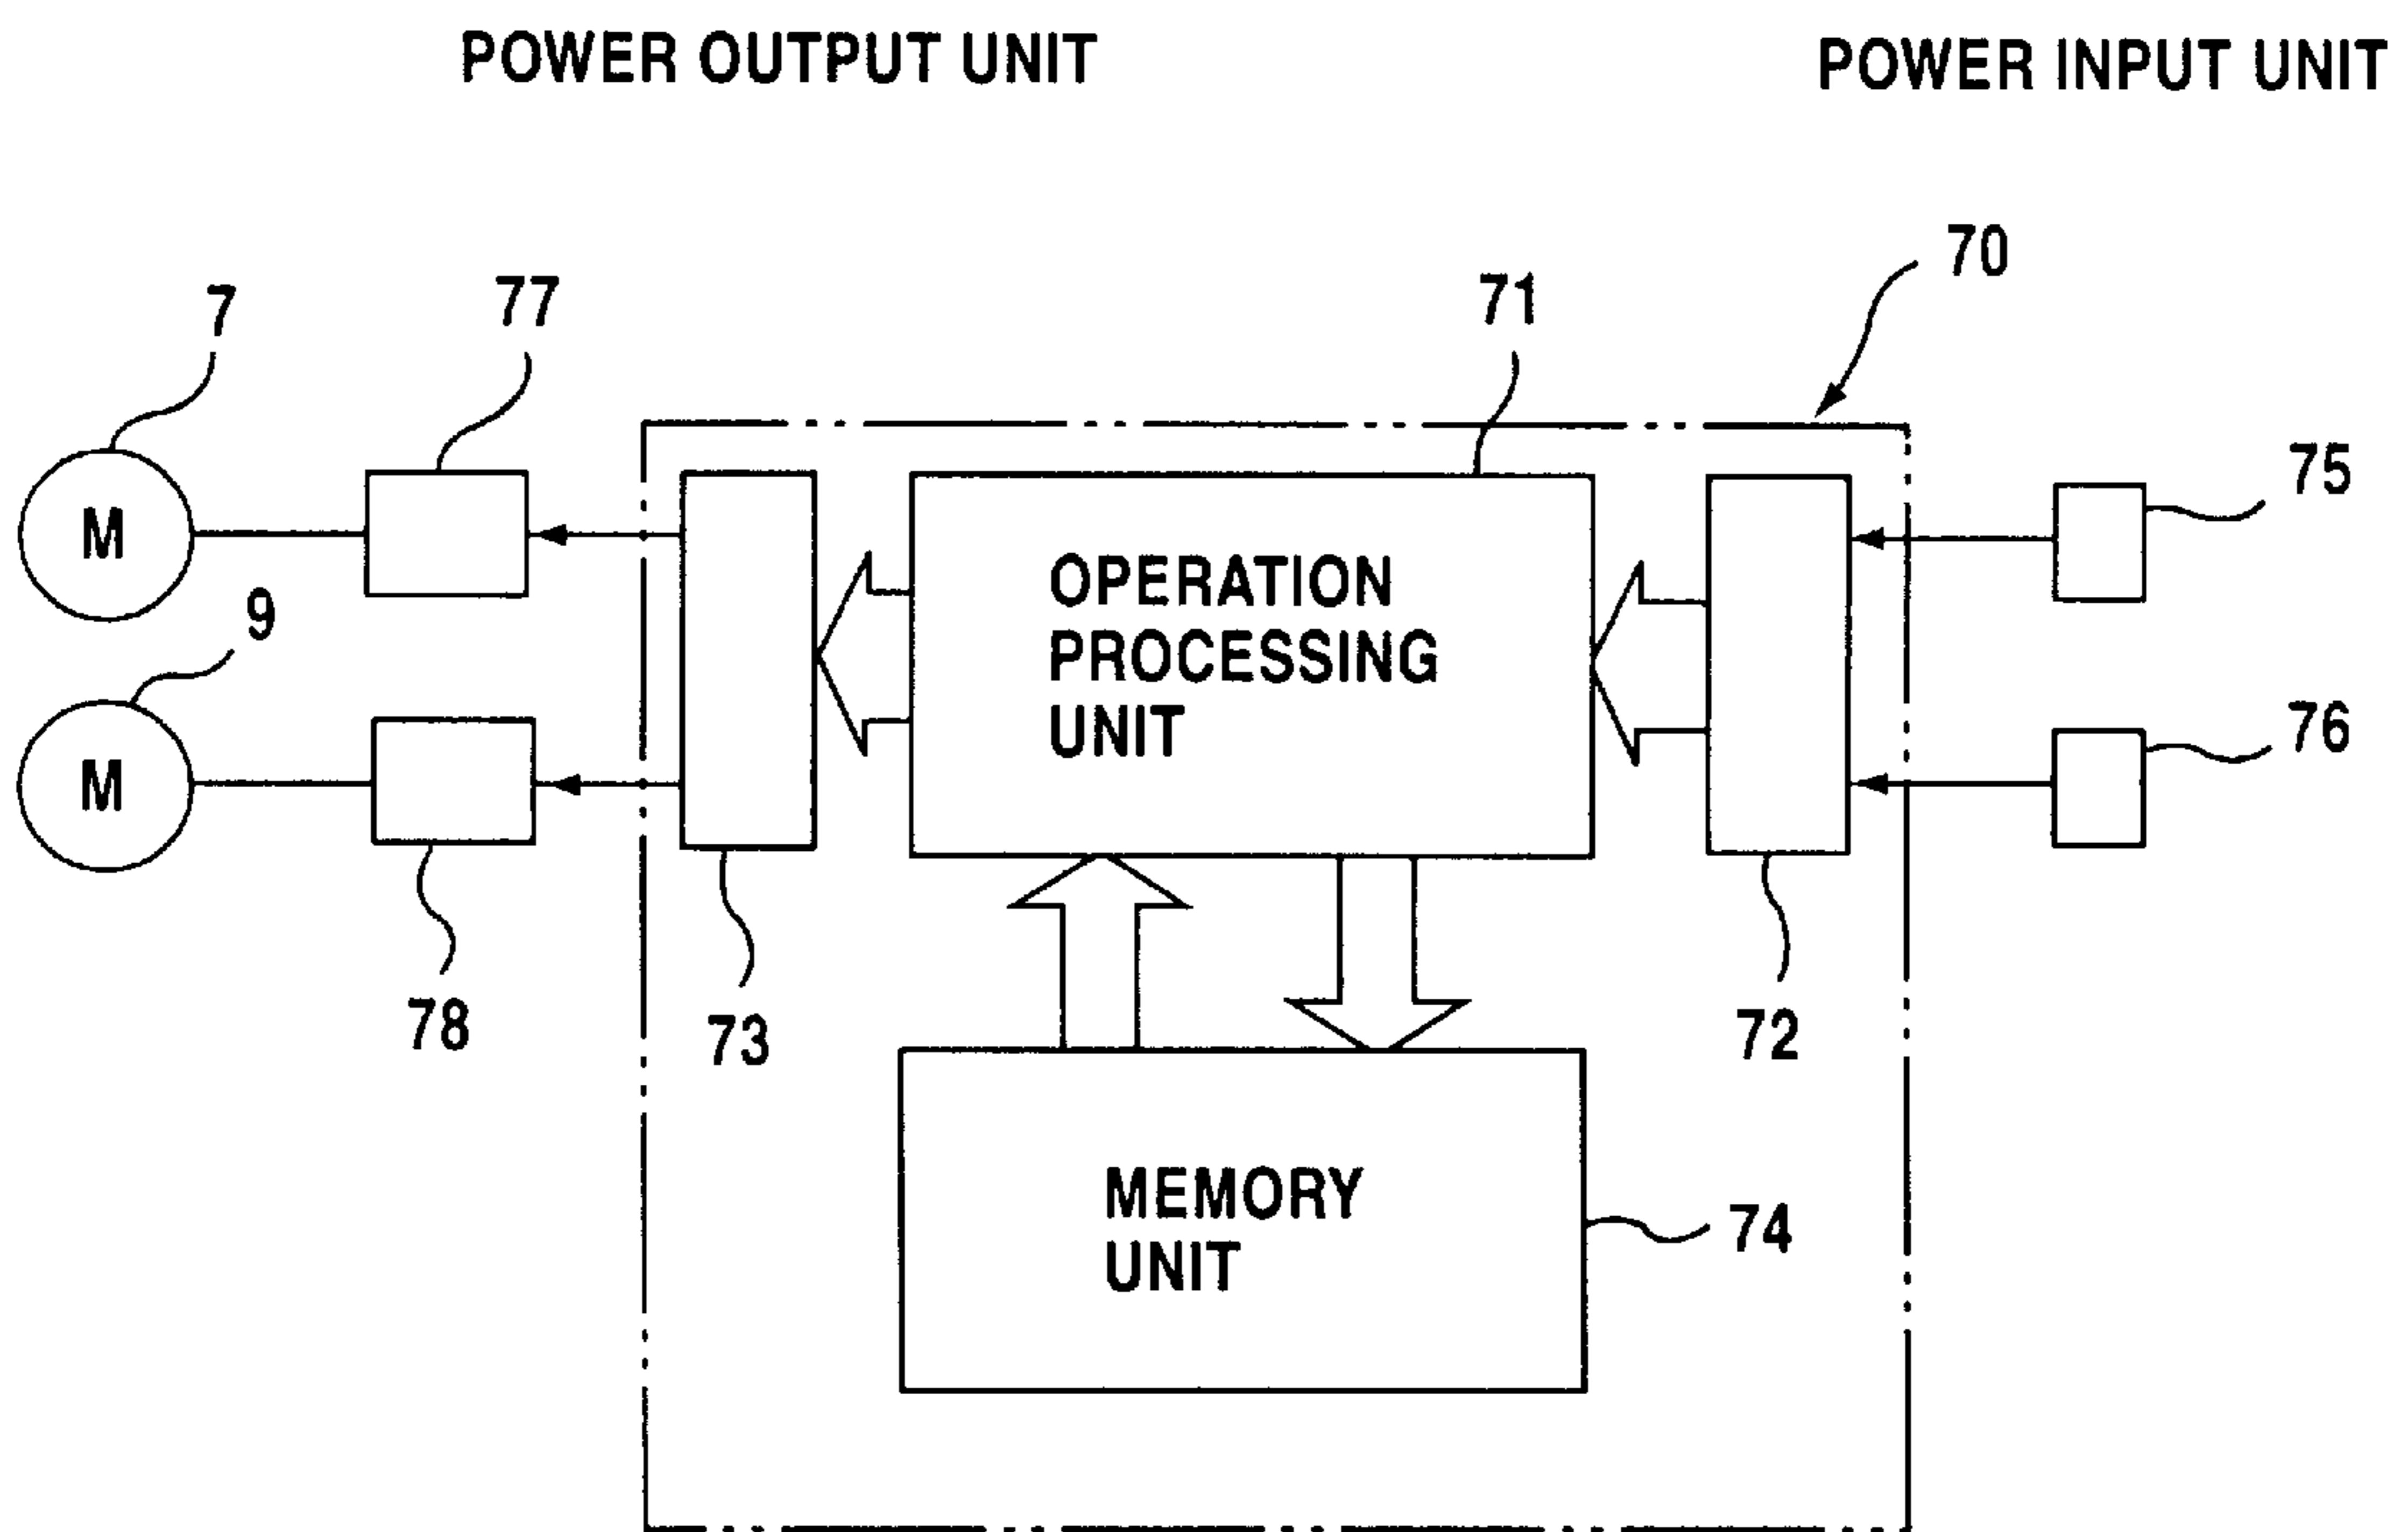 POWER OUTPUT UNIT
POWER INPUT UNIT
70
7
77
71
75
M
OPERATION
PROCESSING
UNIT
9
76
M
78
73
72
MEMORY
UNIT
74